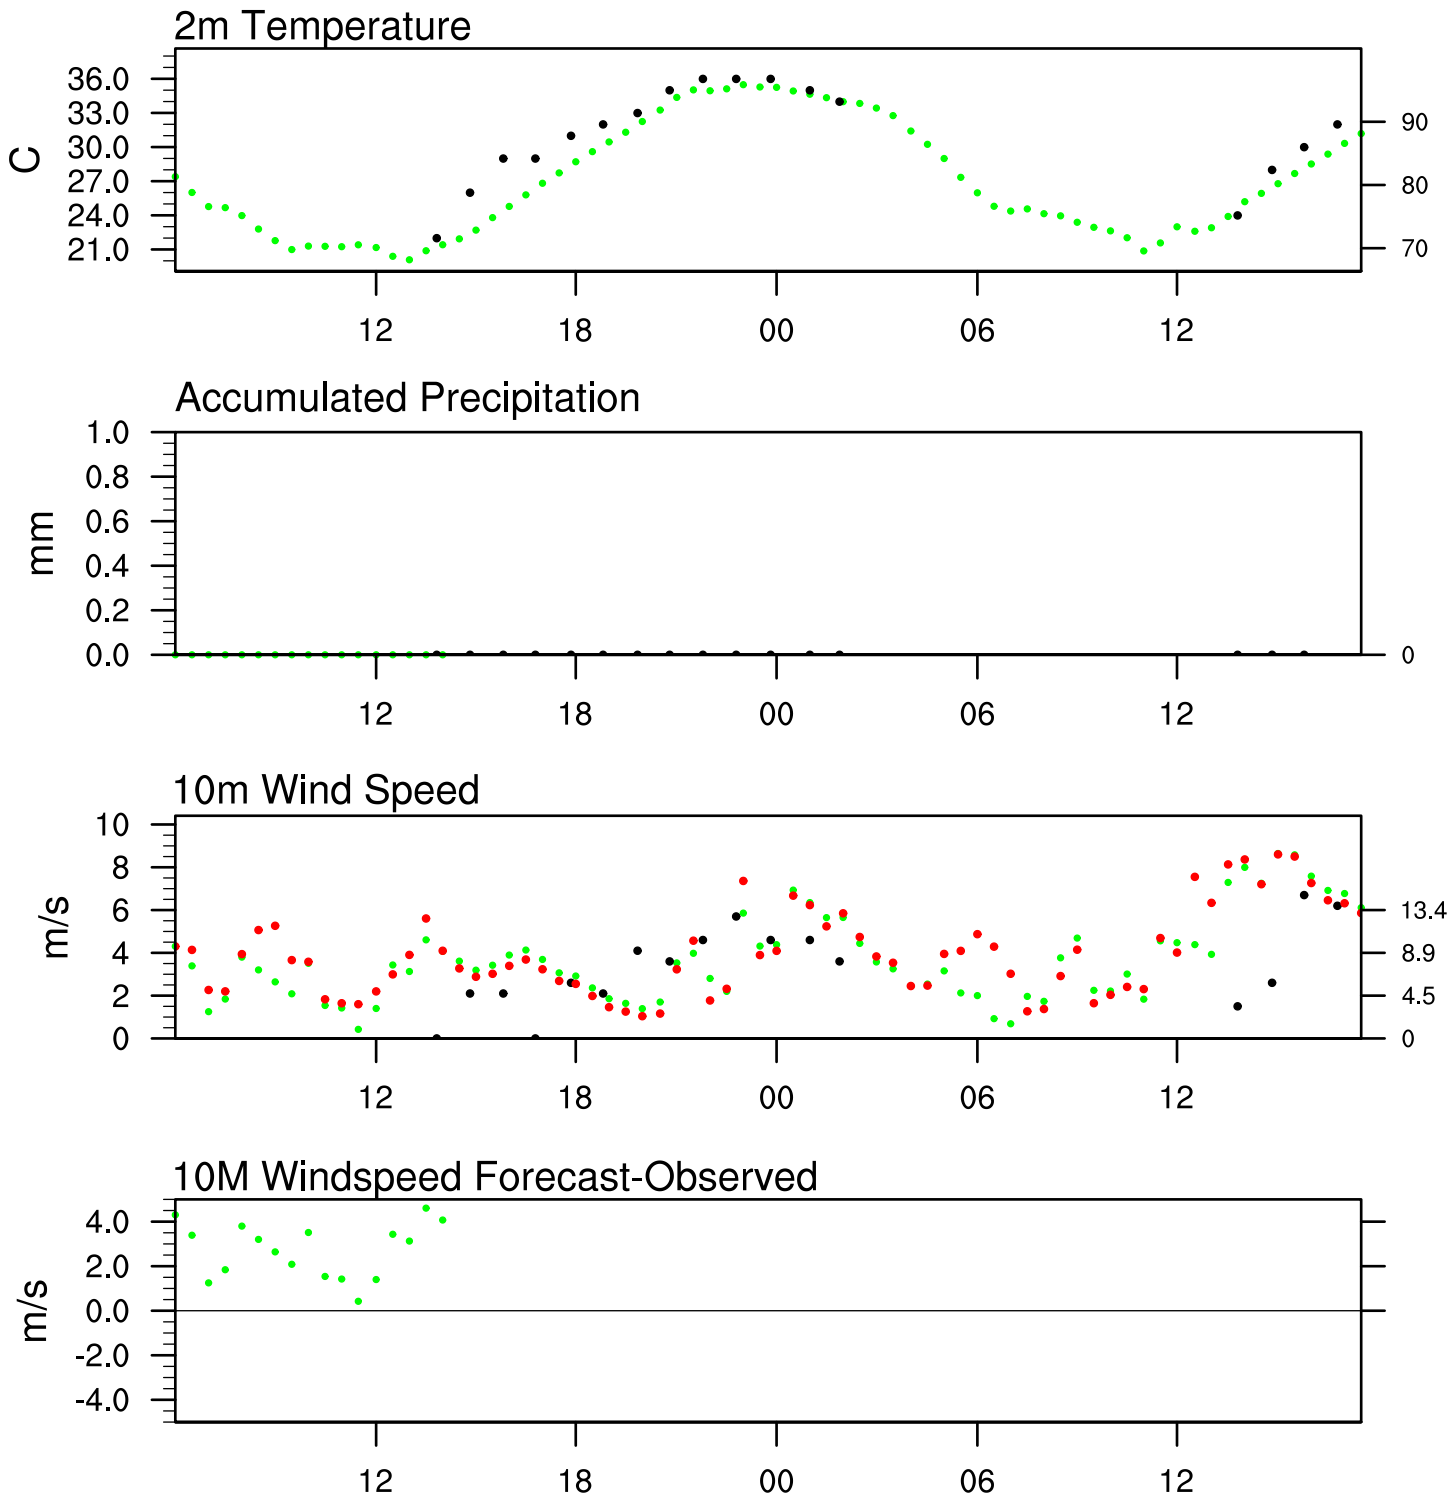 2m Temperature
C
36.0
33.0
30.0
27.0
24.0
21.0
90
80
70
12 18 00 06 12
Accumulated Precipitation
mm
1.0
0.8
0.6
0.4
0.2
0.0
0
12 18 00 06 12
10m Wind Speed
m/s
10
8
6
4
2
0
13.4
8.9
4.5
0
12 18 00 06 12
10M Windspeed Forecast-Observed
m/s
4.0
2.0
0.0
-2.0
-4.0
12 18 00 06 12